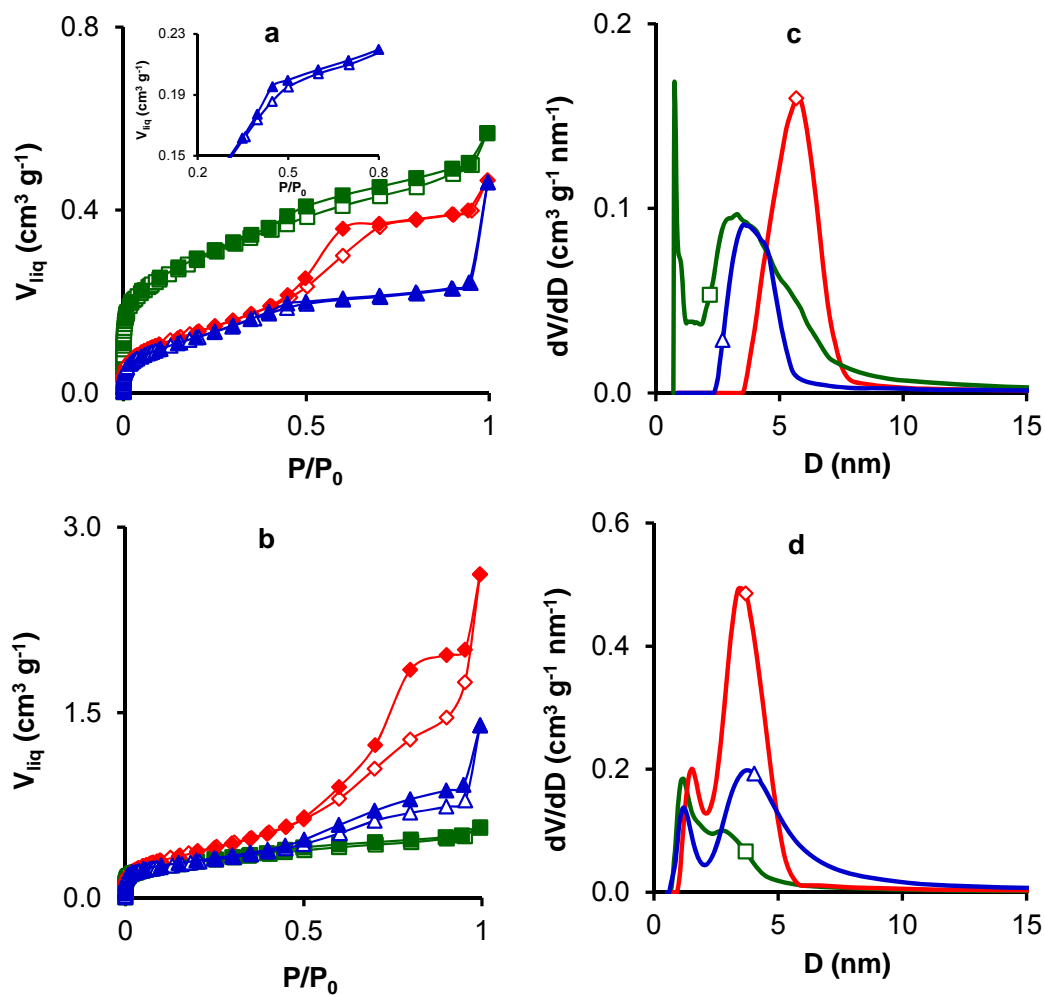 a
0.8
0.4
0.0
V_liq (cm³ g⁻¹)
0 0.5 1
P/P₀
0.23
0.19
0.15
V_liq (cm³ g⁻¹)
0.2 0.5 0.8
P/P₀
c
0.2
0.1
0.0
dV/dD (cm³ g⁻¹ nm⁻¹)
0 5 10 15
D (nm)
b
3.0
1.5
0.0
V_liq (cm³ g⁻¹)
0 0.5 1
P/P₀
d
0.6
0.4
0.2
0.0
dV/dD (cm³ g⁻¹ nm⁻¹)
0 5 10 15
D (nm)